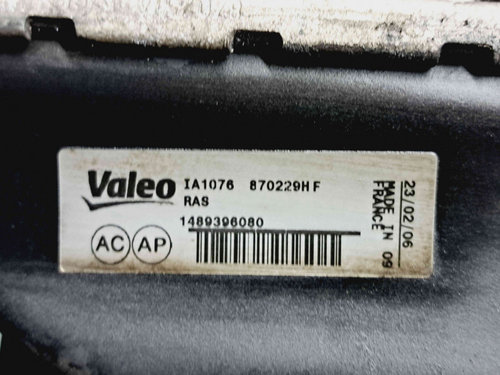 Valeo
IA1076 870229HF
RAS
1489396080
AC AP
23/02/06
MADE IN 09
FRANCE